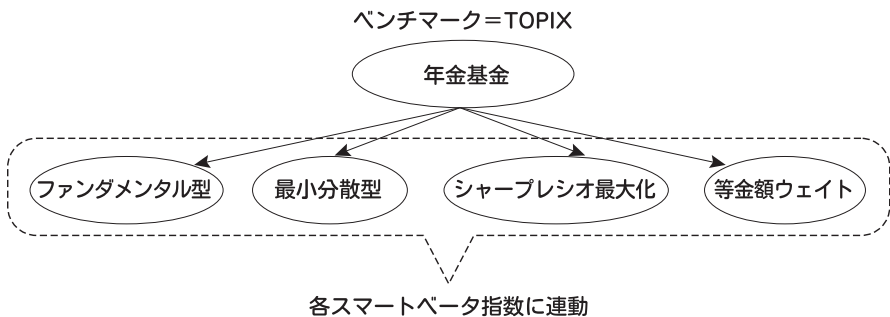 ベンチマーク＝TOPIX
年金基金
ファンダメンタル型
最小分散型
シャープレシオ最大化
等金額ウェイト
各スマートベータ指数に連動